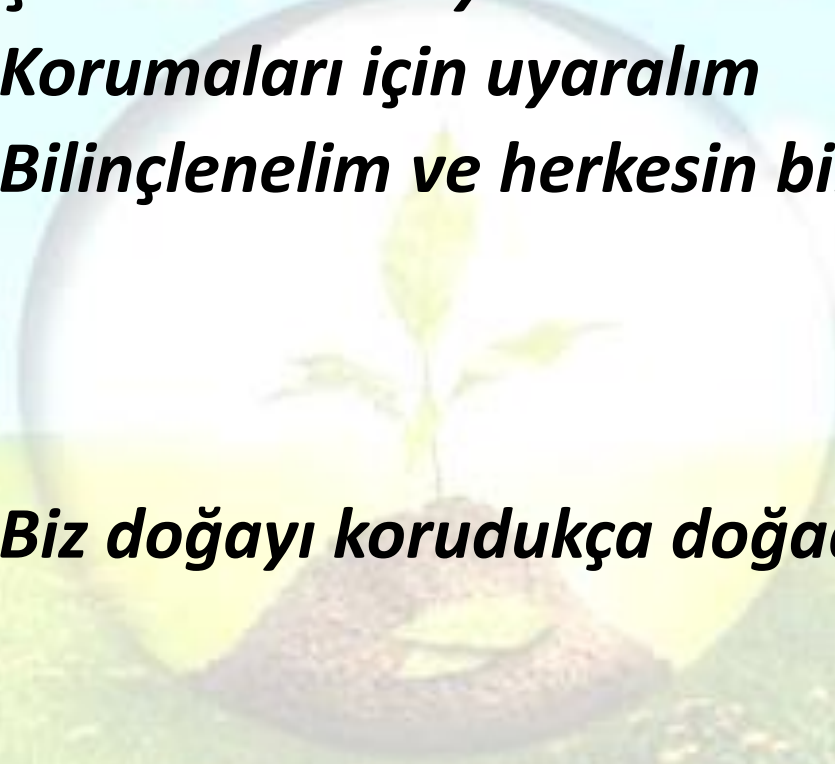 Korumaları için uyaralım
Bilinçlenelim ve herkesin
Biz doğayı korudukça